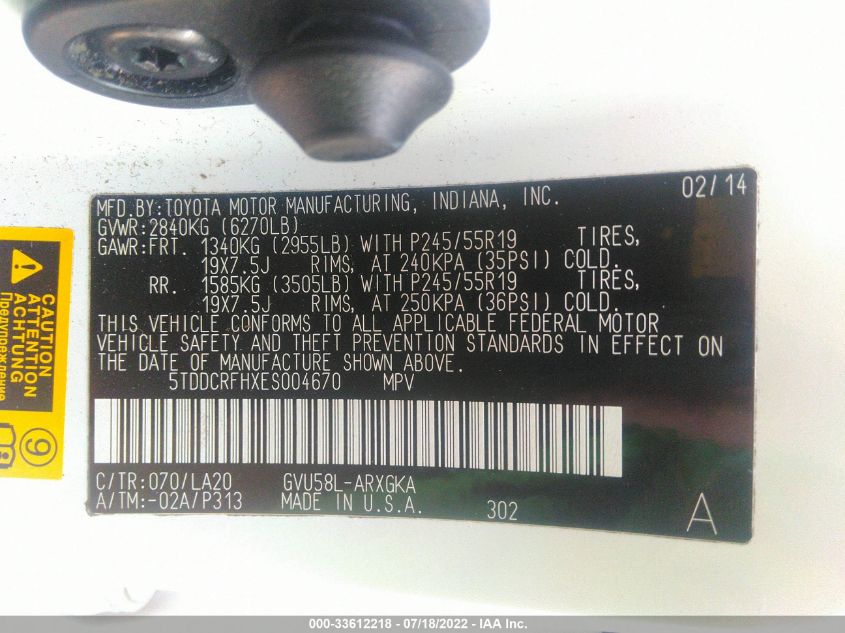 MFD.BY:TOYOTA MOTOR MANUFACTURING, INDIANA, INC. 02/14
GVWR:2840KG (6270LB)
GAWR:FRT. 1340KG (2955LB) WITH P245/55R19 TIRES,
19X7.5J RIMS, AT 240KPA (35PSI) COLD.
RR. 1585KG (3505LB) WITH P245/55R19 TIRES,
19X7.5J RIMS, AT 250KPA (36PSI) COLD.
THIS VEHICLE CONFORMS TO ALL APPLICABLE FEDERAL MOTOR
VEHICLE SAFETY AND THEFT PREVENTION STANDARDS IN EFFECT ON
THE DATE OF MANUFACTURE SHOWN ABOVE.
5TDDCRFHXES004670 MPV
C/TR:070/LA20 GVU58L-ARXGKA
A/TM:-02A/P313 MADE IN U.S.A. 302
A
CAUTION
ATTENTION
ACHTUNG
Предупреждение
9
000-33612218 - 07/18/2022 - IAA Inc.